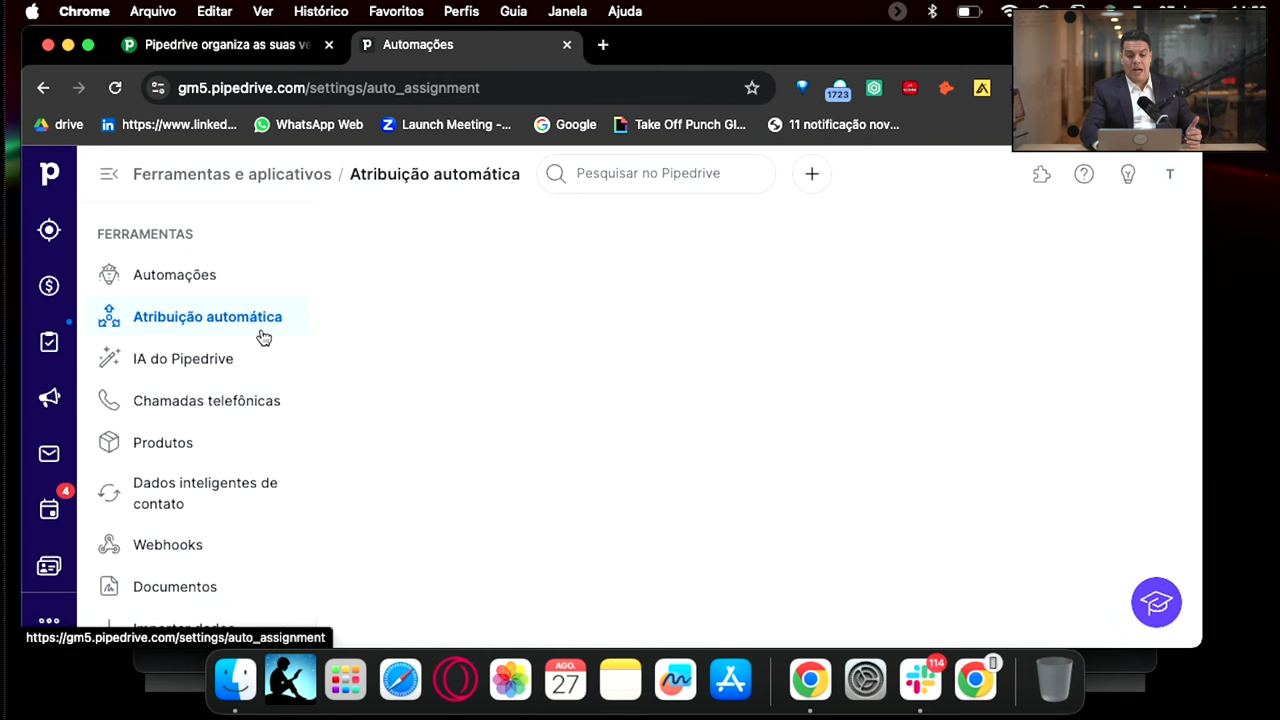 Chrome Arquivo Editar Ver Histórico Favoritos Perfis Guia Janela Ajuda
Pipedrive organiza as suas ve
Automações
gm5.pipedrive.com/settings/auto_assignment
1723
drive
https://www.linked...
WhatsApp Web
Launch Meeting -...
Google
Take Off Punch Gl...
11 notificação nov...
Ferramentas e aplicativos / Atribuição automática
Pesquisar no Pipedrive
T
FERRAMENTAS
Automações
Atribuição automática
IA do Pipedrive
Chamadas telefônicas
Produtos
Dados inteligentes de
contato
4
Webhooks
Documentos
https://gm5.pipedrive.com/settings/auto_assignment
AGO.
27
114